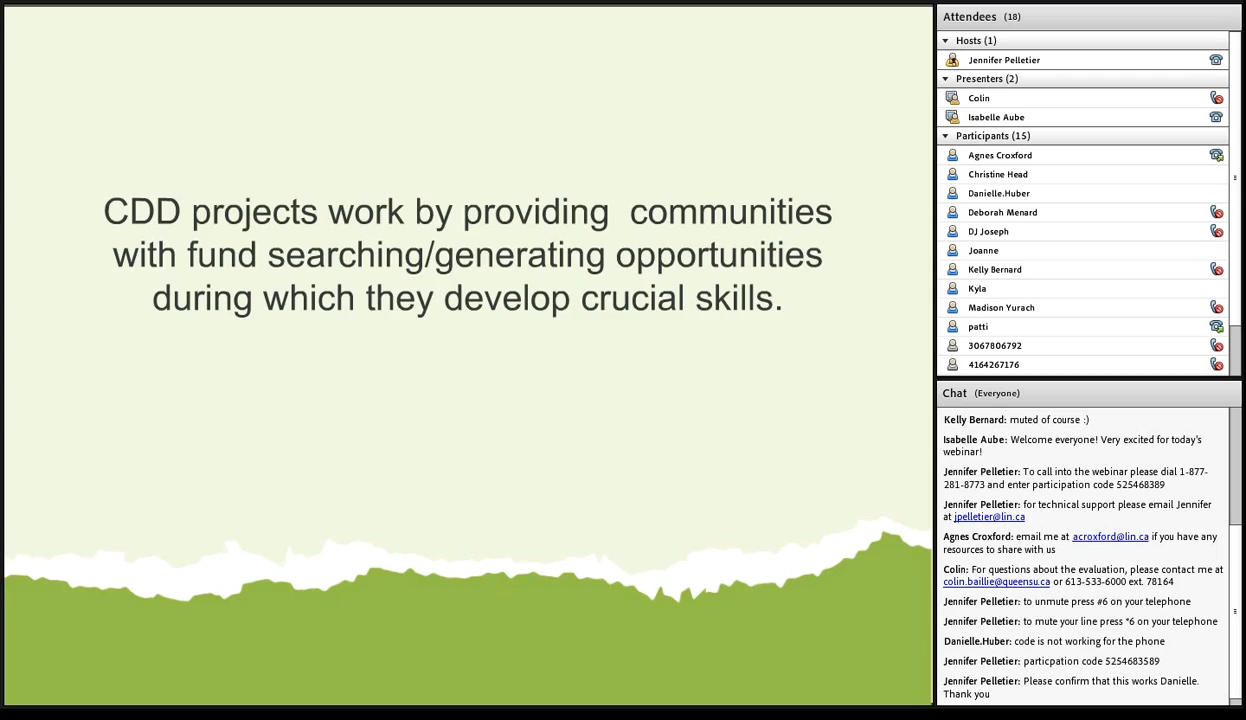 CDD projects work by providing  communities
with fund searching/generating opportunities
during which they develop crucial skills.
Attendees (18)
Hosts (1)
Jennifer Pelletier
Presenters (2)
Colin
Isabelle Aube
Participants (15)
Agnes Croxford
Christine Head
Danielle.Huber
Deborah Menard
DJ Joseph
Joanne
Kelly Bernard
Kyla
Madison Yurach
patti
3067806792
4164267176
Chat (Everyone)
Kelly Bernard: muted of course :)
Isabelle Aube: Welcome everyone! Very excited for today's
webinar!
Jennifer Pelletier: To call into the webinar please dial 1-877-
281-8773 and enter participation code 525468389
Jennifer Pelletier: for technical support please email Jennifer
at jpelletier@lin.ca
Agnes Croxford: email me at acroxford@lin.ca if you have any
resources to share with us
Colin: For questions about the evaluation, please contact me at
colin.baillie@queensu.ca or 613-533-6000 ext. 78164
Jennifer Pelletier: to unmute press #6 on your telephone
Jennifer Pelletier: to mute your line press *6 on your telephone
Danielle.Huber: code is not working for the phone
Jennifer Pelletier: particpation code 5254683589
Jennifer Pelletier: Please confirm that this works Danielle.
Thank you